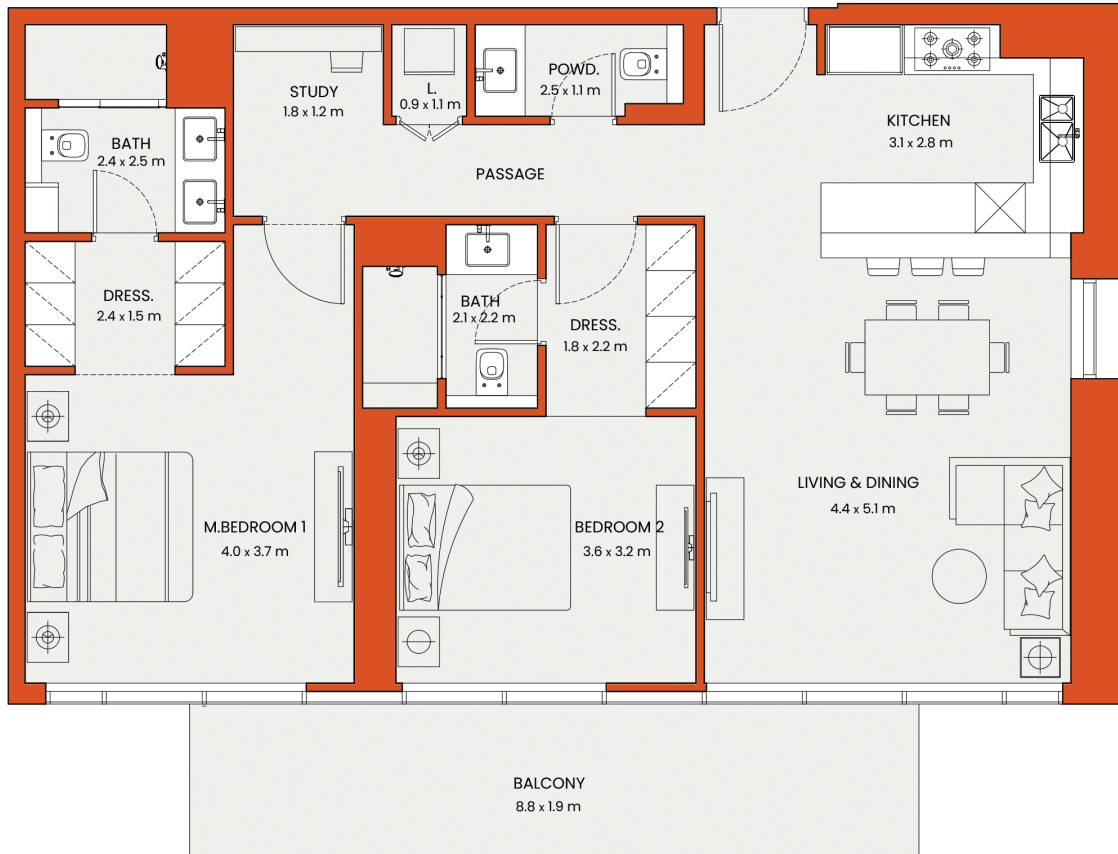 STUDY
1.8 x 1.2 m
L.
0.9 x 1.1 m
POWD.
2.5 x 1.1 m
KITCHEN
3.1 x 2.8 m
BATH
2.4 x 2.5 m
PASSAGE
DRESS.
2.4 x 1.5 m
BATH
2.1 x 2.2 m
DRESS.
1.8 x 2.2 m
LIVING & DINING
4.4 x 5.1 m
M.BEDROOM 1
4.0 x 3.7 m
BEDROOM 2
3.6 x 3.2 m
BALCONY
8.8 x 1.9 m